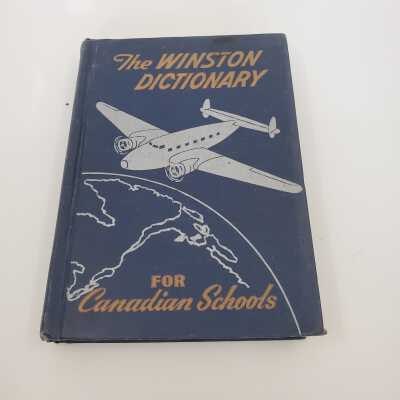 The WINSTON
DICTIONARY
FOR
Canadian Schools